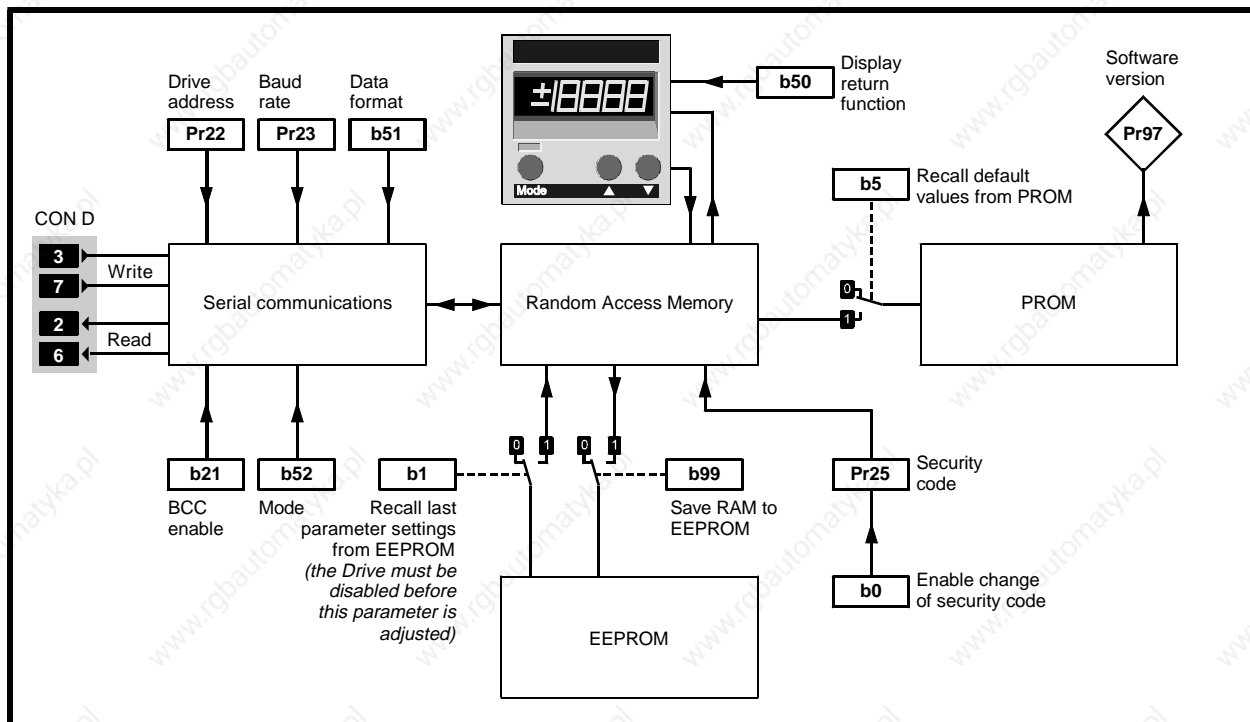 Drive
address
Pr22
Baud
rate
Pr23
Data
format
b51
±18888
Mode
b50
Display
return
function
Software
version
Pr97
b5
Recall default
values from PROM
CON D
3
Write
7
2
Read
6
Serial communications
Random Access Memory
0
1
PROM
b21
BCC
enable
b52
Mode
b1
Recall last
parameter settings
from EEPROM
(the Drive must be
disabled before
this parameter is
adjusted)
0
1
0
1
b99
Save RAM to
EEPROM
Pr25
Security
code
b0
Enable change
of security code
EEPROM
www.rgbautomatyka.pl